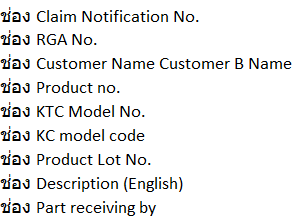 ช่อง Claim Notification No.
ช่อง RGA No.
ช่อง Customer Name Customer B Name
ช่อง Product no.
ช่อง KTC Model No.
ช่อง KC model code
ช่อง Product Lot No.
ช่อง Description (English)
ช่อง Part receiving by